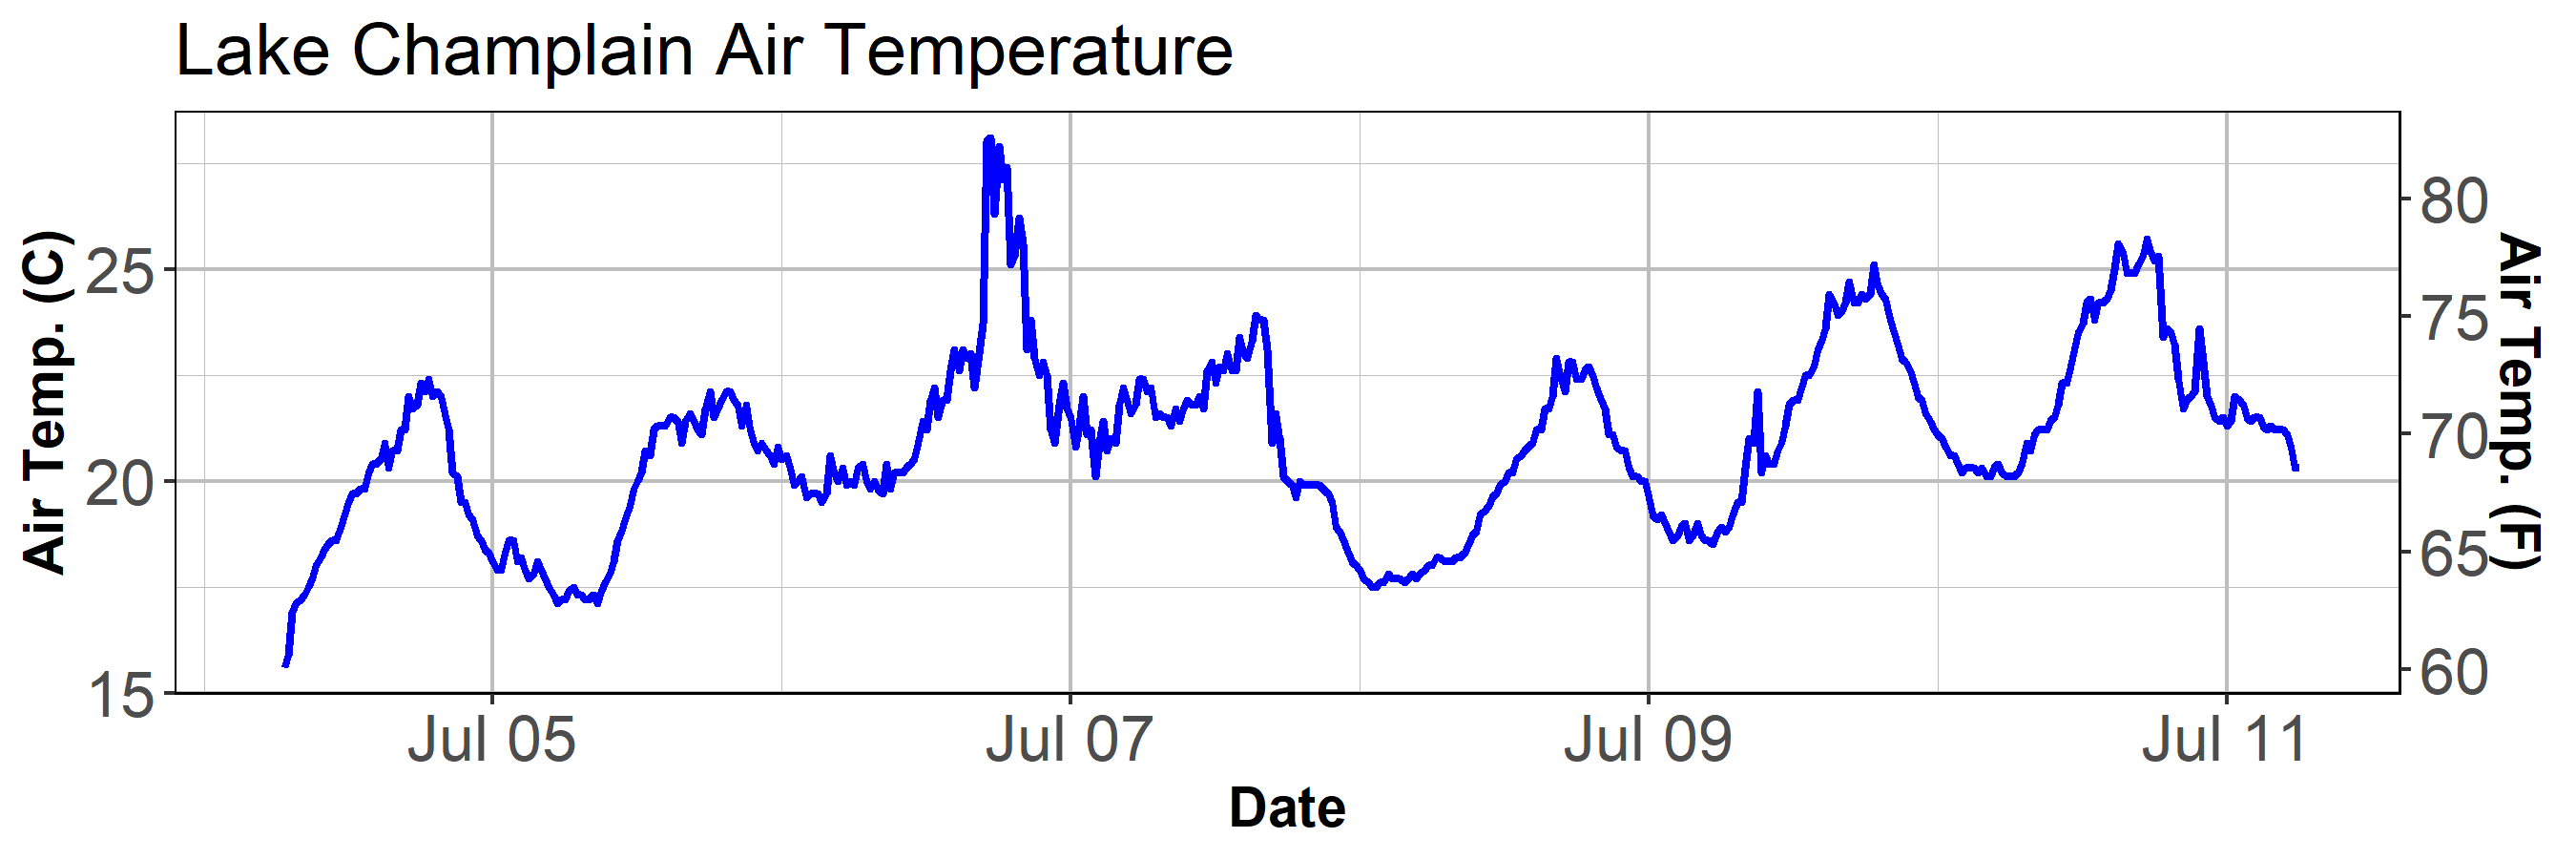 Lake Champlain Air Temperature
Air Temp. (C)
25
20
15
80
75
70
65
60
Air Temp. (F)
Jul 05 Jul 07 Jul 09 Jul 11
Date